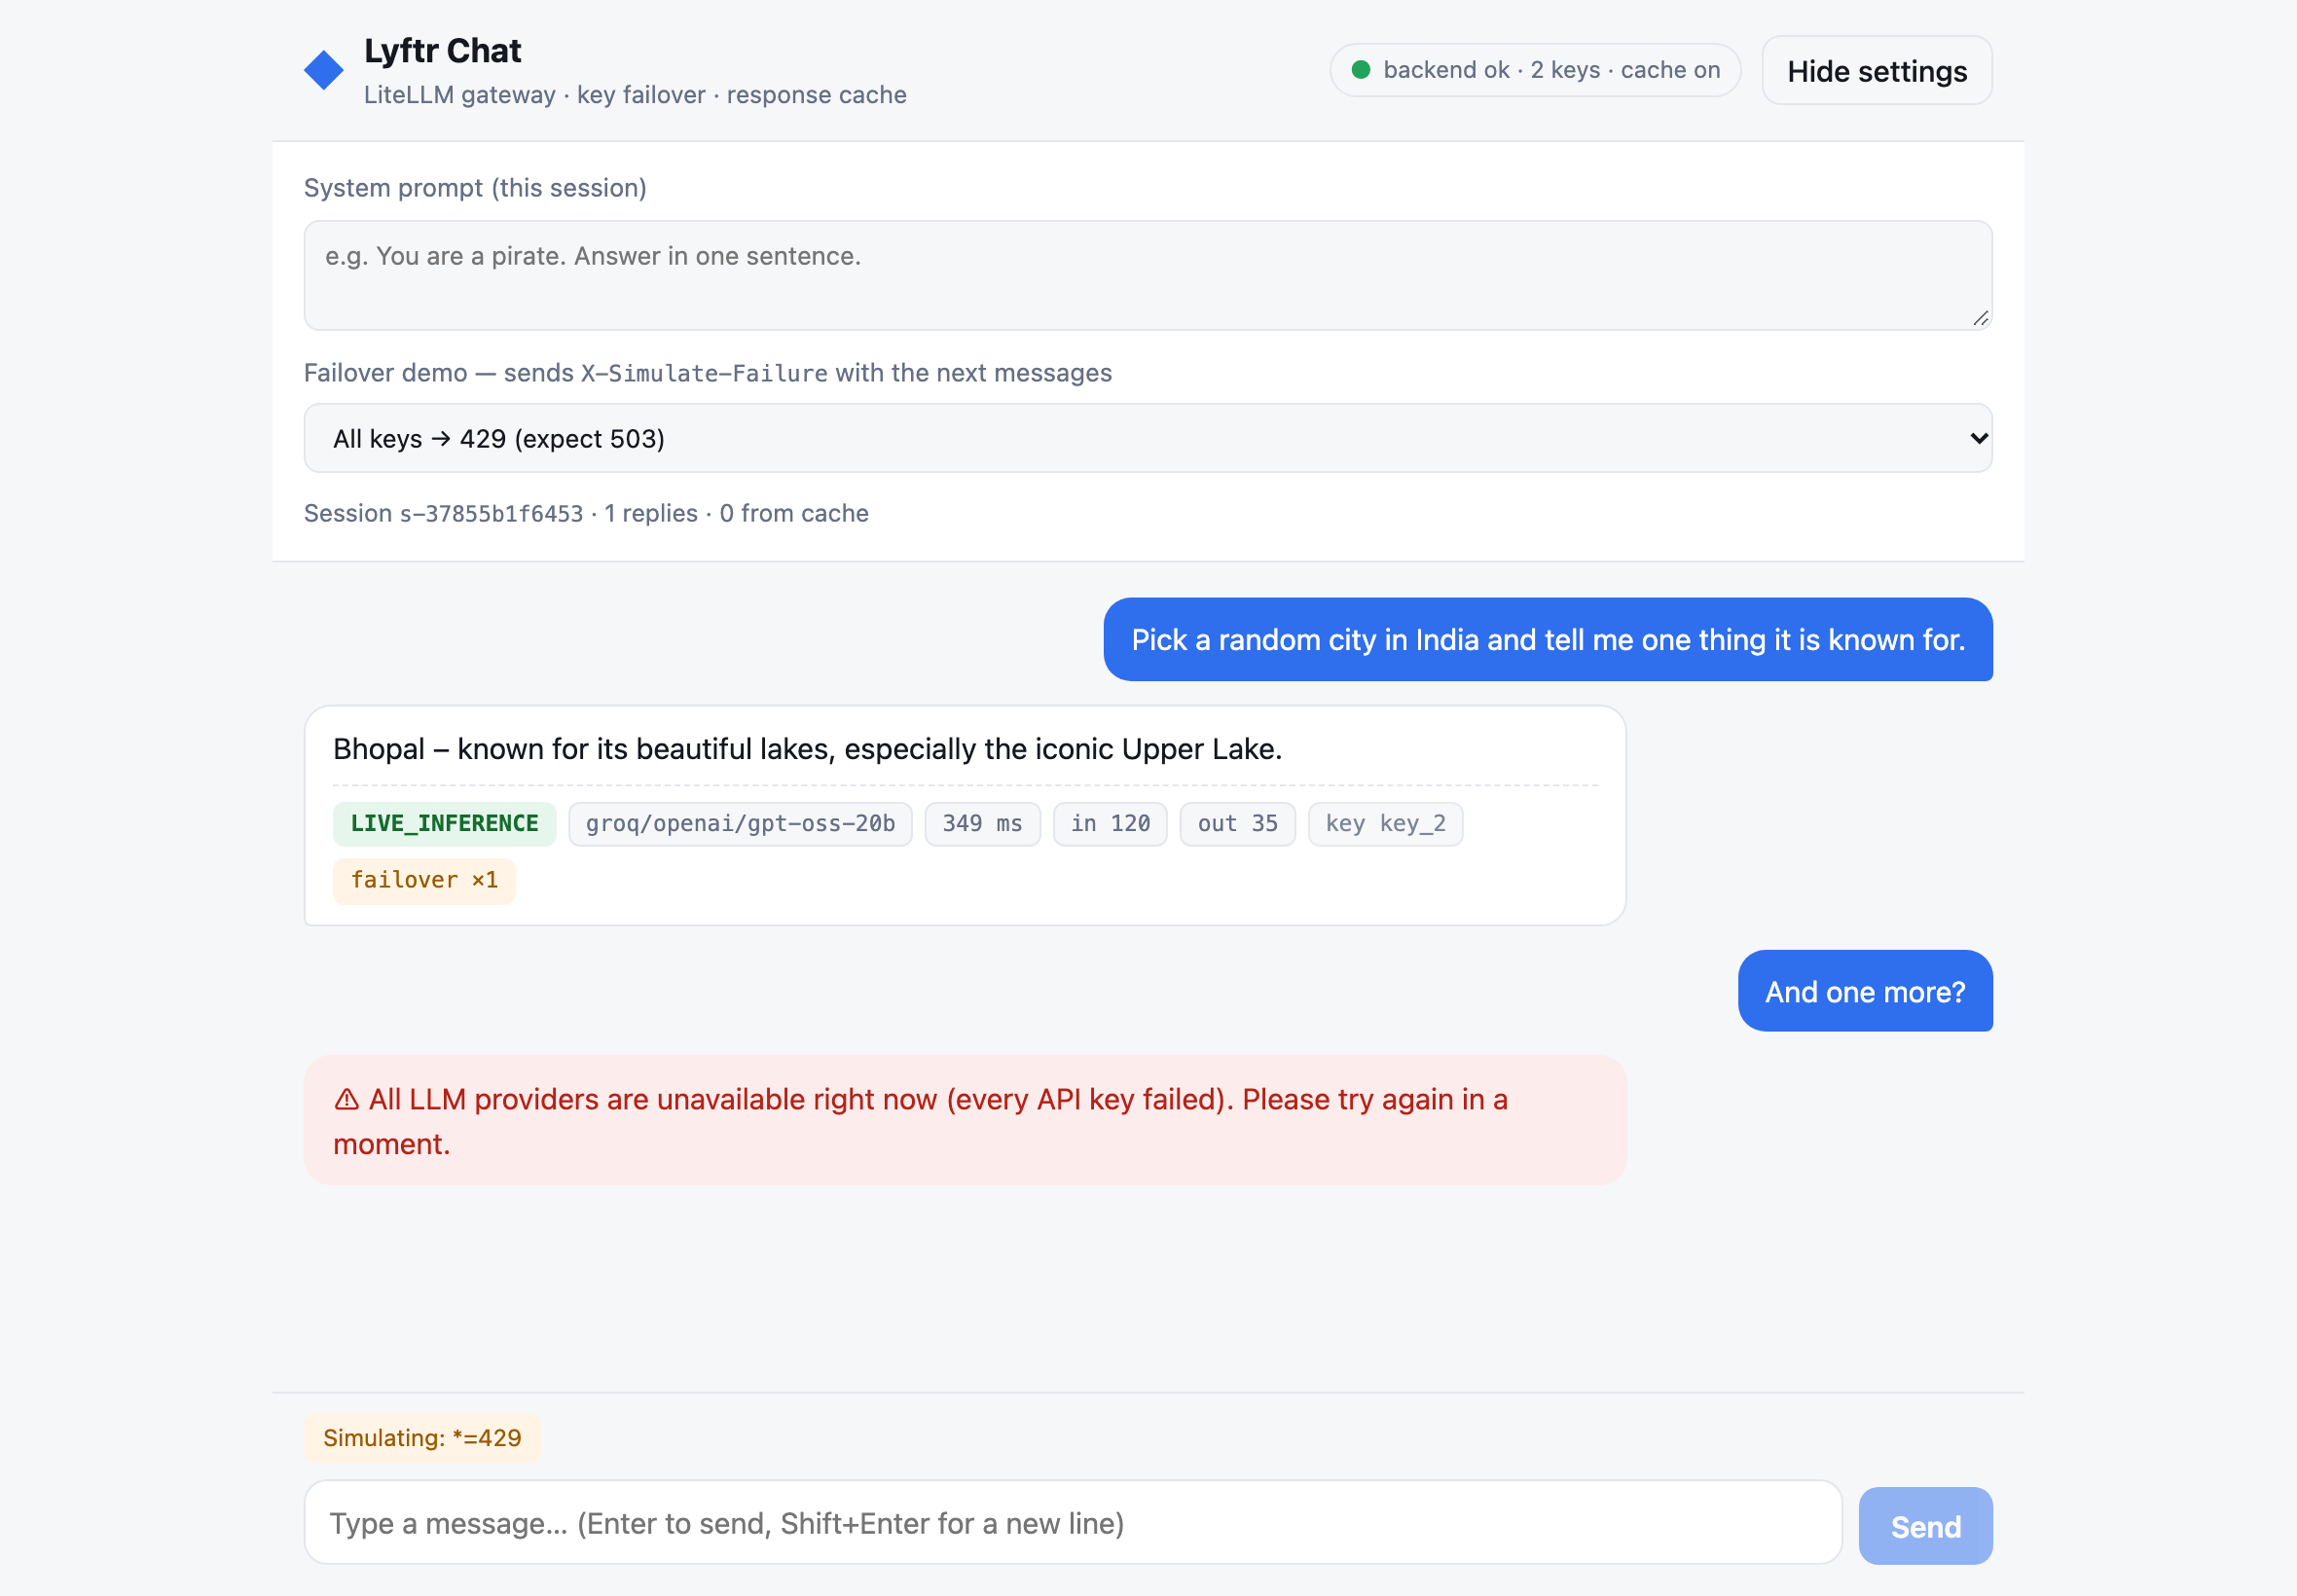 Lyftr Chat
LiteLLM gateway · key failover · response cache
backend ok · 2 keys · cache on
Hide settings
System prompt (this session)
e.g. You are a pirate. Answer in one sentence.
Failover demo — sends X-Simulate-Failure with the next messages
All keys → 429 (expect 503)
Session s-37855b1f6453 · 1 replies · 0 from cache
Pick a random city in India and tell me one thing it is known for.
Bhopal – known for its beautiful lakes, especially the iconic Upper Lake.
LIVE_INFERENCE groq/openai/gpt-oss-20b 349 ms in 120 out 35 key key_2
failover ×1
And one more?
⚠ All LLM providers are unavailable right now (every API key failed). Please try again in a
moment.
Simulating: *=429
Type a message... (Enter to send, Shift+Enter for a new line)
Send